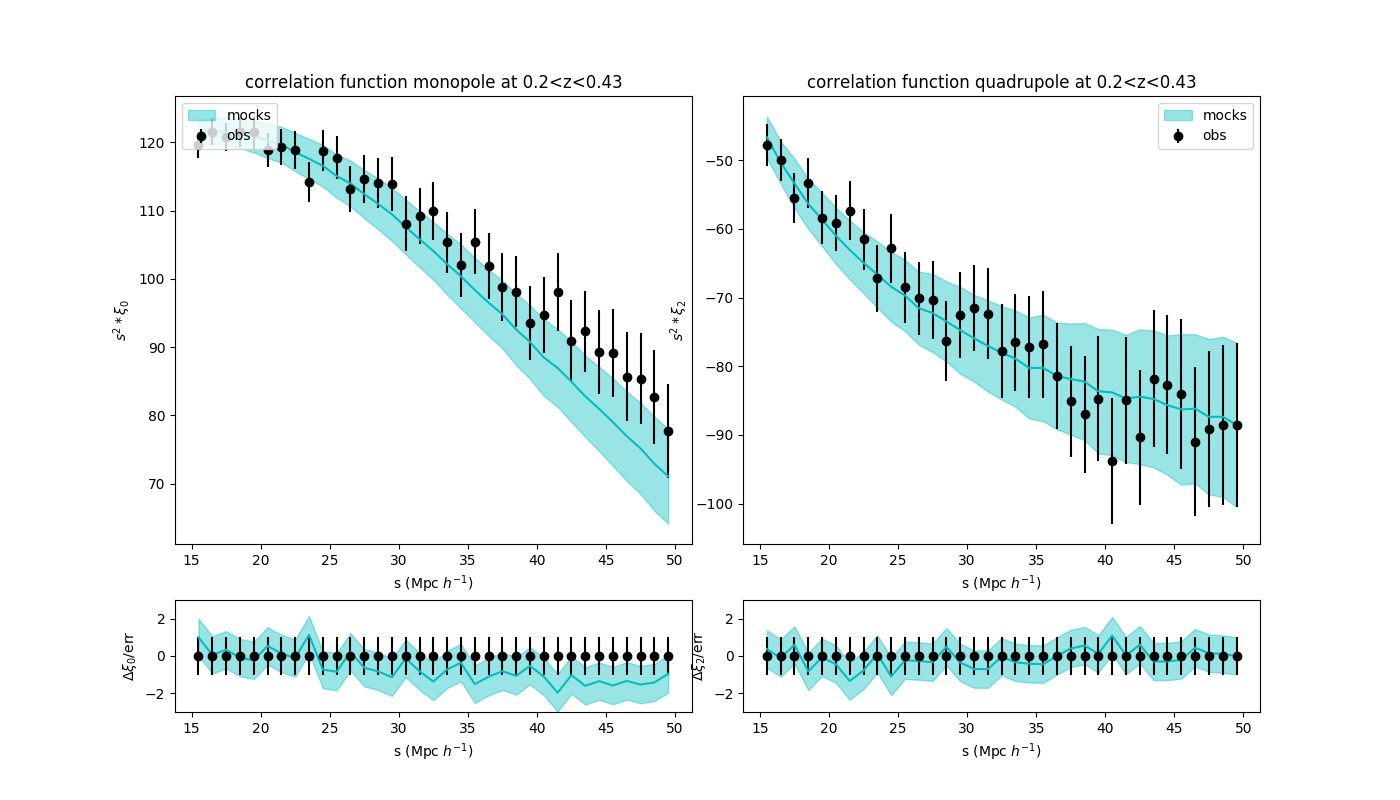 correlation function monopole at 0.2<z<0.43
mocks
obs
120
110
100
90
80
70
s² * ξ₀
15 20 25 30 35 40 45 50
s (Mpc h⁻¹)
correlation function quadrupole at 0.2<z<0.43
mocks
obs
−50
−60
−70
−80
−90
−100
s² * ξ₂
15 20 25 30 35 40 45 50
s (Mpc h⁻¹)
2
0
−2
Δξ₀/err
15 20 25 30 35 40 45 50
s (Mpc h⁻¹)
2
0
−2
Δξ₂/err
15 20 25 30 35 40 45 50
s (Mpc h⁻¹)